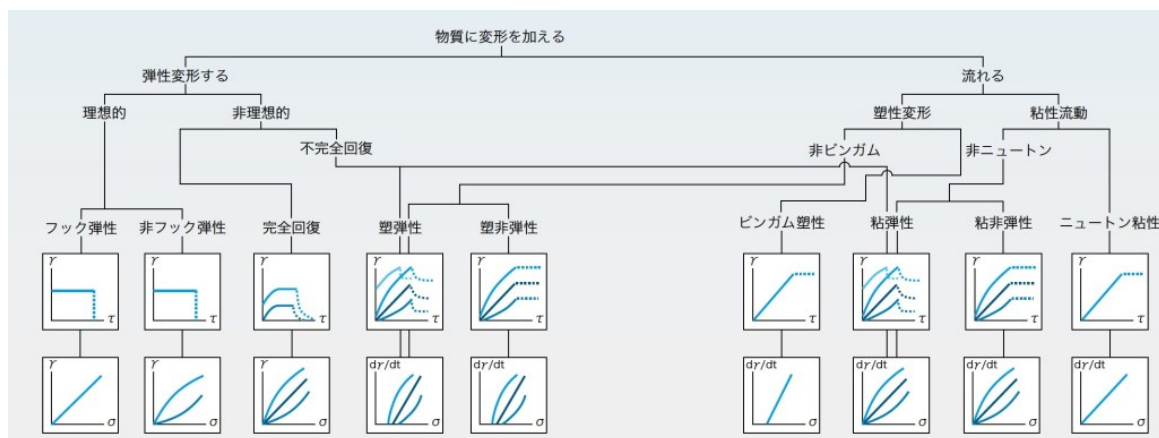 物質に変形を加える
弾性変形する
流れる
理想的
非理想的
塑性変形
粘性流動
不完全回復
非ビンガム
非ニュートン
フック弾性
非フック弾性
完全回復
塑弾性
塑非弾性
ビンガム塑性
粘弾性
粘非弾性
ニュートン粘性
γ
τ
γ
τ
γ
τ
γ
τ
γ
τ
γ
τ
γ
τ
γ
τ
γ
τ
γ
σ
γ
σ
γ
σ
dγ/dt
σ
dγ/dt
σ
dγ/dt
σ
dγ/dt
σ
dγ/dt
σ
dγ/dt
σ